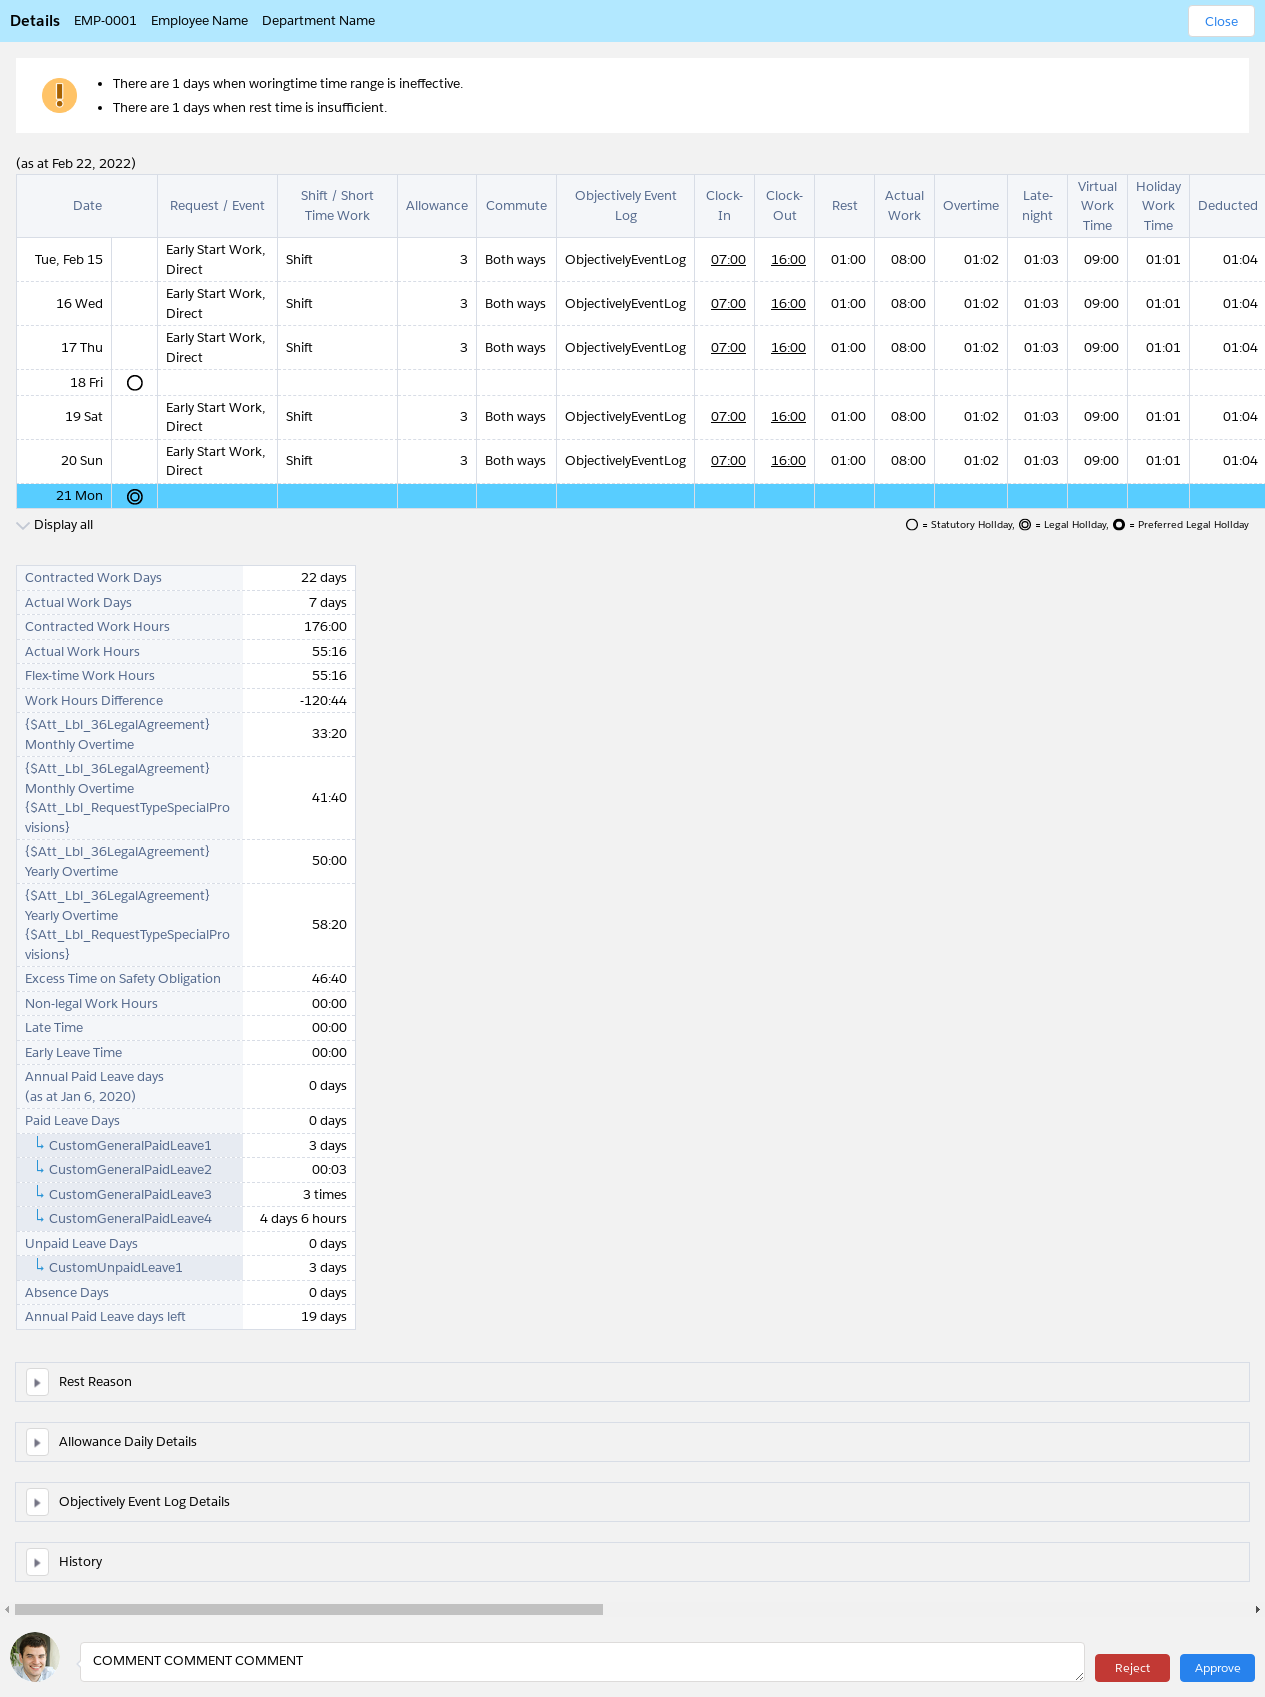 Details EMP-0001 Employee Name Department Name Close
There are 1 days when woringtime time range is ineffective.
There are 1 days when rest time is insufficient.
(as at Feb 22, 2022)
Date Request / Event Shift / Short Time Work Allowance Commute Objectively Event Log Clock-In Clock-Out Rest Actual Work Overtime Late-night Virtual Work Time Holiday Work Time Deducted
Tue, Feb 15 Early Start Work, Direct Shift 3 Both ways ObjectivelyEventLog 07:00 16:00 01:00 08:00 01:02 01:03 09:00 01:01 01:04
16 Wed Early Start Work, Direct Shift 3 Both ways ObjectivelyEventLog 07:00 16:00 01:00 08:00 01:02 01:03 09:00 01:01 01:04
17 Thu Early Start Work, Direct Shift 3 Both ways ObjectivelyEventLog 07:00 16:00 01:00 08:00 01:02 01:03 09:00 01:01 01:04
18 Fri
19 Sat Early Start Work, Direct Shift 3 Both ways ObjectivelyEventLog 07:00 16:00 01:00 08:00 01:02 01:03 09:00 01:01 01:04
20 Sun Early Start Work, Direct Shift 3 Both ways ObjectivelyEventLog 07:00 16:00 01:00 08:00 01:02 01:03 09:00 01:01 01:04
21 Mon
Display all = Statutory Holiday, = Legal Holiday, = Preferred Legal Holiday
Contracted Work Days 22 days
Actual Work Days 7 days
Contracted Work Hours 176:00
Actual Work Hours 55:16
Flex-time Work Hours 55:16
Work Hours Difference -120:44
{$Att_Lbl_36LegalAgreement}
Monthly Overtime 33:20
{$Att_Lbl_36LegalAgreement}
Monthly Overtime
{$Att_Lbl_RequestTypeSpecialPro
visions} 41:40
{$Att_Lbl_36LegalAgreement}
Yearly Overtime 50:00
{$Att_Lbl_36LegalAgreement}
Yearly Overtime
{$Att_Lbl_RequestTypeSpecialPro
visions} 58:20
Excess Time on Safety Obligation 46:40
Non-legal Work Hours 00:00
Late Time 00:00
Early Leave Time 00:00
Annual Paid Leave days
(as at Jan 6, 2020) 0 days
Paid Leave Days 0 days
CustomGeneralPaidLeave1 3 days
CustomGeneralPaidLeave2 00:03
CustomGeneralPaidLeave3 3 times
CustomGeneralPaidLeave4 4 days 6 hours
Unpaid Leave Days 0 days
CustomUnpaidLeave1 3 days
Absence Days 0 days
Annual Paid Leave days left 19 days
Rest Reason
Allowance Daily Details
Objectively Event Log Details
History
COMMENT COMMENT COMMENT Reject Approve